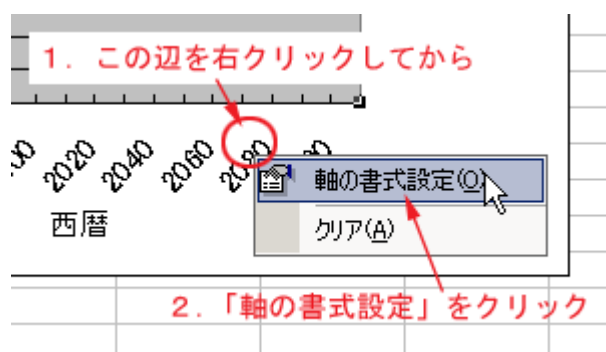 1. この辺を右クリックしてから
2020 2040 2060
軸の書式設定(O)
西暦
クリア(A)
2.「軸の書式設定」をクリック